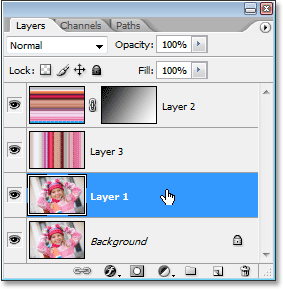 Layers Channels Paths
Normal Opacity: 100%
Lock: Fill: 100%
Layer 2
Layer 3
Layer 1
Background